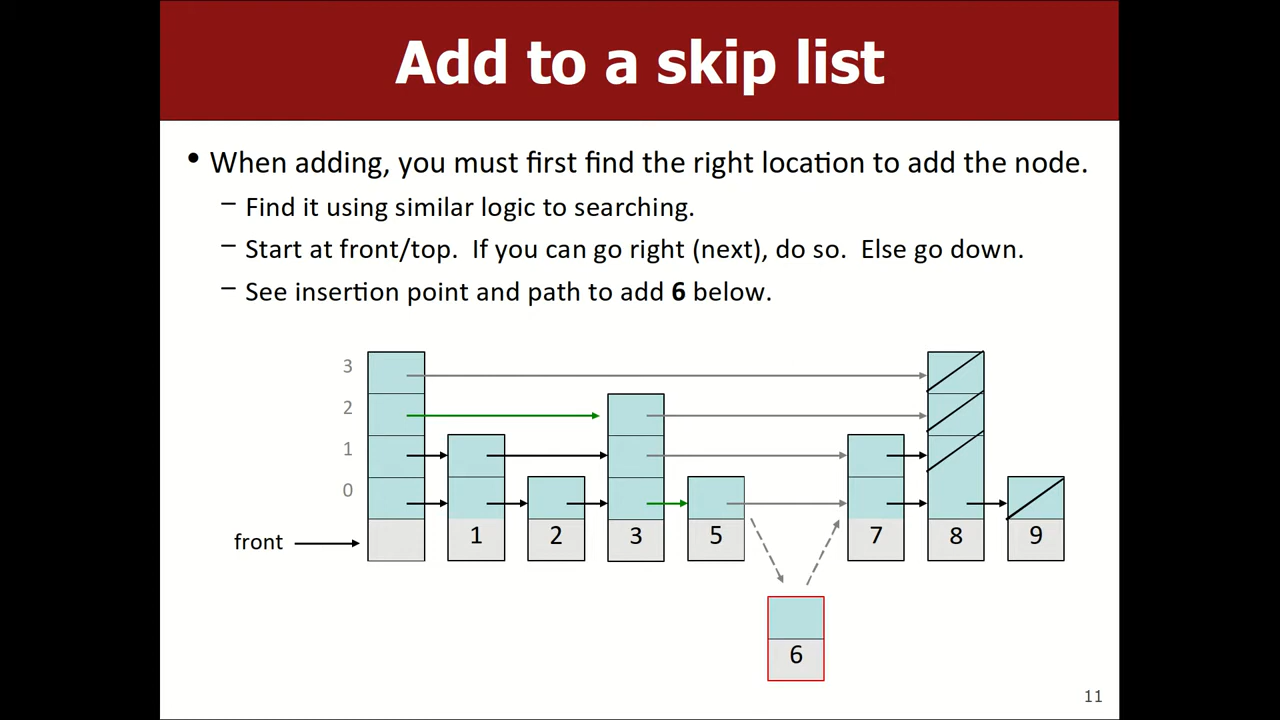 Add to a skip list
• When adding, you must first find the right location to add the node.
– Find it using similar logic to searching.
– Start at front/top.  If you can go right (next), do so.  Else go down.
– See insertion point and path to add 6 below.
3
2
1
0
front
1 2 3 5 7 8 9
6
11